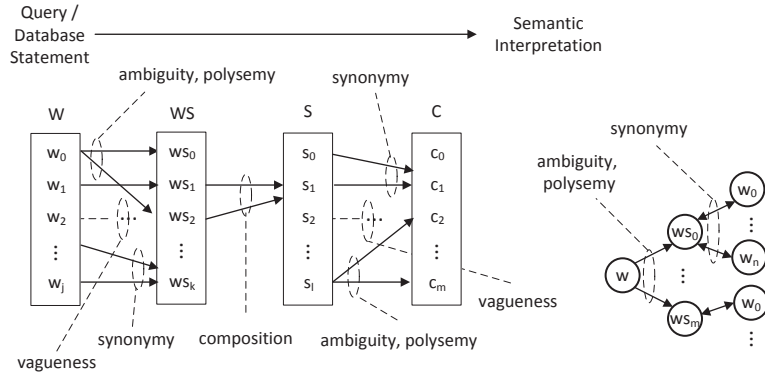 Query /
Database
Statement
Semantic
Interpretation
ambiguity, polysemy
synonymy
W
WS
S
C
w0
ws0
s0
c0
w1
ws1
s1
c1
w2
...
ws2
s2
...
c2
⋮
⋮
⋮
⋮
wj
wsk
sl
cm
vagueness
synonymy
composition
ambiguity, polysemy
vagueness
synonymy
ambiguity,
polysemy
w
ws0
⋮
wsm
w0
⋮
wn
w0
⋮